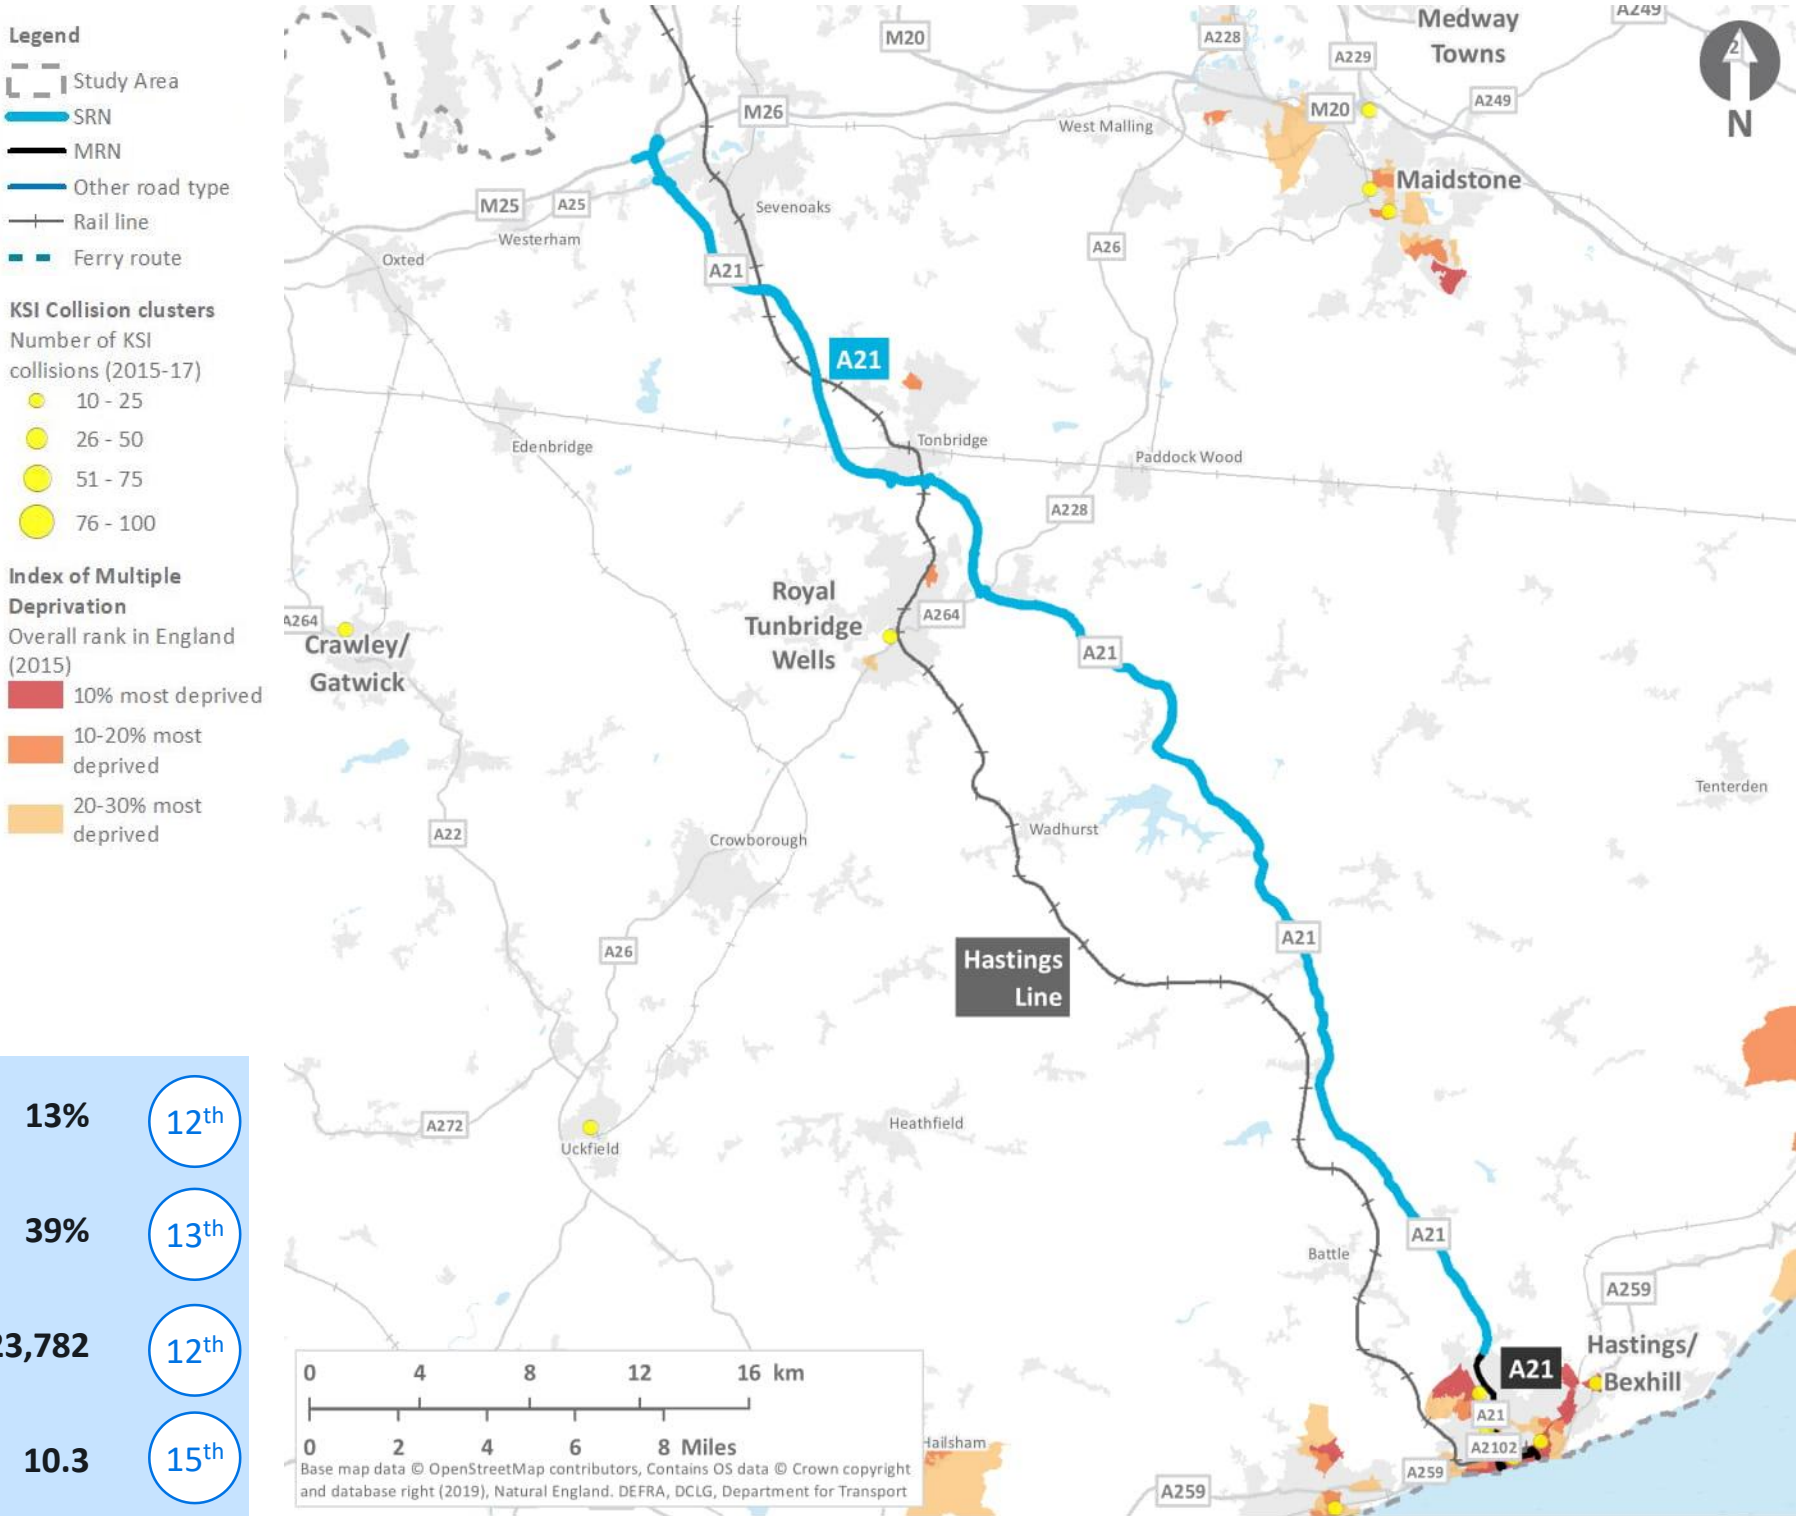 Legend
Study Area
SRN
MRN
Other road type
Rail line
Ferry route
KSI Collision clusters
Number of KSI
collisions (2015-17)
10 - 25
26 - 50
51 - 75
76 - 100
Index of Multiple
Deprivation
Overall rank in England
(2015)
10% most deprived
10-20% most
deprived
20-30% most
deprived
13% 12th
39% 13th
23,782 12th
10.3 15th
Medway
Towns
A249
M20
A228
A229
2
N
M26
M20
A249
West Malling
Maidstone
M25
A25
Sevenoaks
Westerham
A26
Oxted
A21
A21
Edenbridge
Tonbridge
Paddock Wood
A228
Royal
Tunbridge
Wells
A264
A264
Crawley/
Gatwick
A21
Tenterden
A22
Wadhurst
Crowborough
A26
A21
Hastings
Line
A272
Heathfield
Uckfield
A21
Battle
A259
Hastings/
Bexhill
A21
A21
A2102
Hailsham
A259
A259
0 4 8 12 16 km
0 2 4 6 8 Miles
Base map data © OpenStreetMap contributors, Contains OS data © Crown copyright
and database right (2019), Natural England. DEFRA, DCLG, Department for Transport